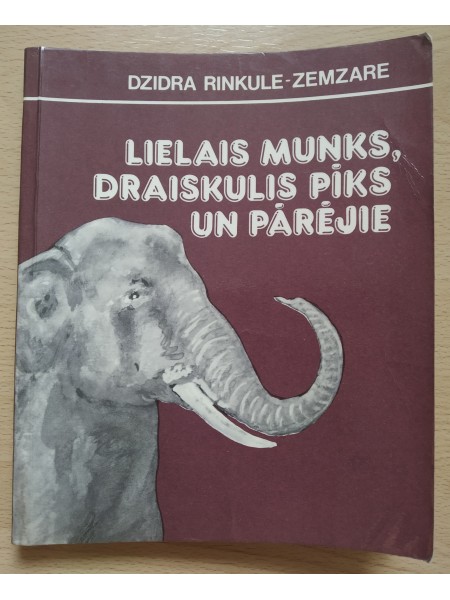 DZIDRA RINKULE-ZEMZARE
LIELAIS MUNKS,
DRAISKULIS PĪKS
UN PĀRĒJIE